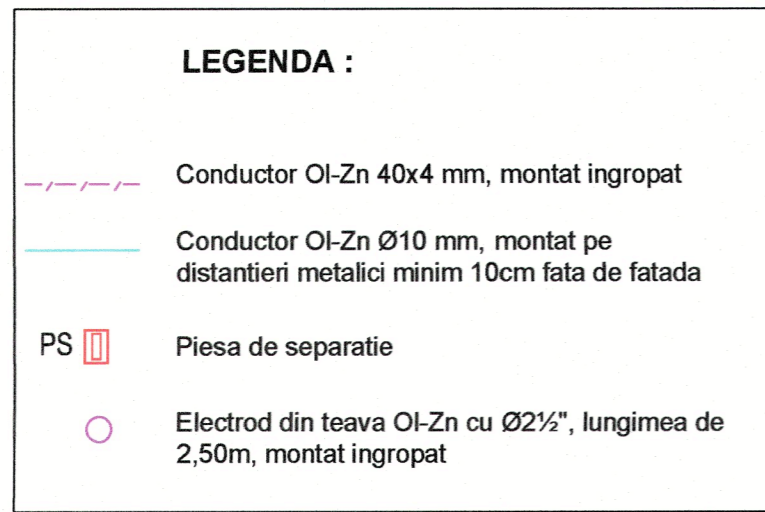 LEGENDA :
Conductor Ol-Zn 40x4 mm, montat ingropat
Conductor Ol-Zn Ø10 mm, montat pe
distantieri metalici minim 10cm fata de fatada
PS Piesa de separatie
Electrod din teava Ol-Zn cu Ø2½", lungimea de
2,50m, montat ingropat